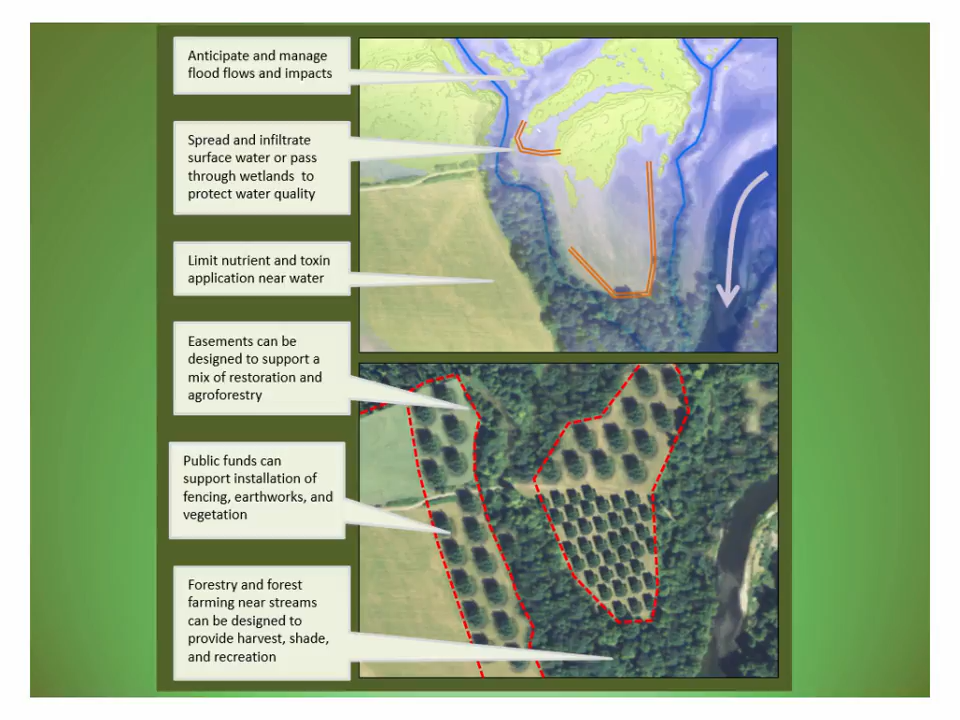 Anticipate and manage
flood flows and impacts
Spread and infiltrate
surface water or pass
through wetlands to
protect water quality
Limit nutrient and toxin
application near water
Easements can be
designed to support a
mix of restoration and
agroforestry
Public funds can
support installation of
fencing, earthworks, and
vegetation
Forestry and forest
farming near streams
can be designed to
provide harvest, shade,
and recreation